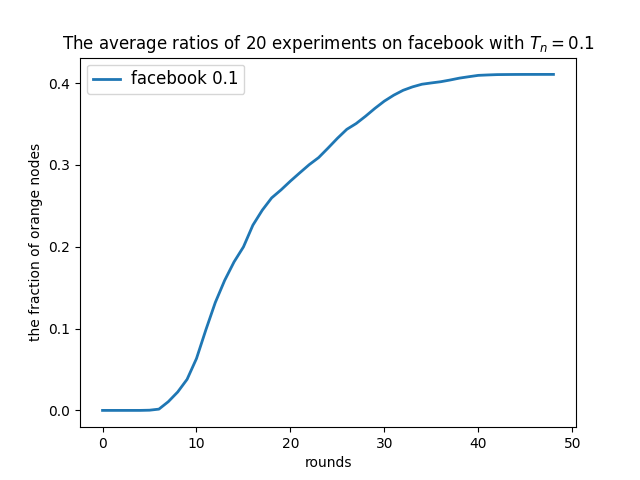 The average ratios of 20 experiments on facebook with $T_n = 0.1$
facebook 0.1
the fraction of orange nodes
0.4
0.3
0.2
0.1
0.0
0 10 20 30 40 50
rounds